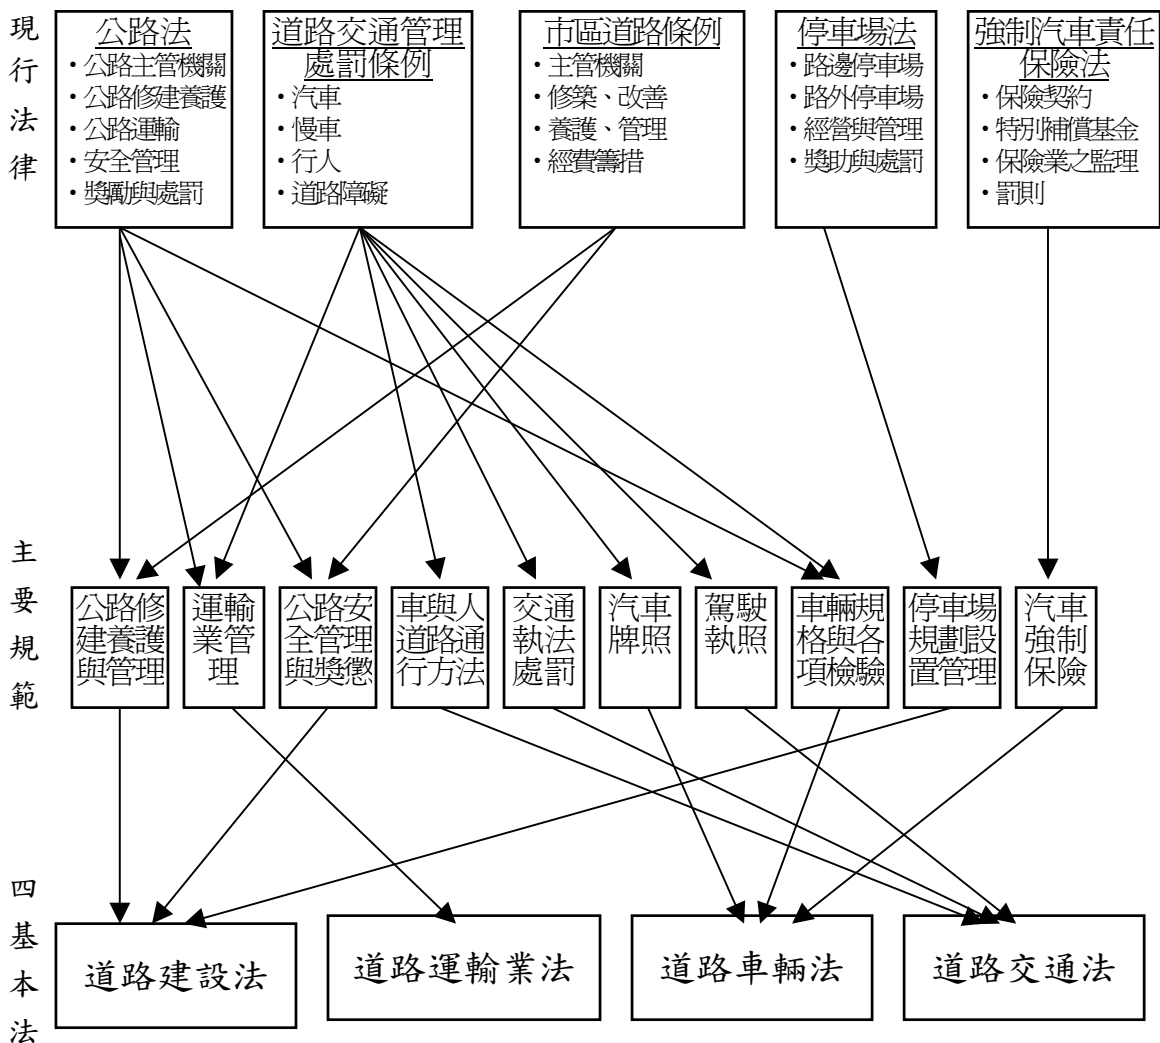 現行法律
公路法
・公路主管機關
・公路修建養護
・公路運輸
・安全管理
・獎勵與處罰
道路交通管理
處罰條例
・汽車
・慢車
・行人
・道路障礙
市區道路條例
・主管機關
・修築、改善
・養護、管理
・經費籌措
停車場法
・路邊停車場
・路外停車場
・經營與管理
・獎助與處罰
強制汽車責任
保險法
・保險契約
・特別補償基金
・保險業之監理
・罰則
主要規範
公路修
建養護
與管理
運輸
業管
理
公路安
全管理
與獎懲
車與人
道路通
行方法
交通
執法
處罰
汽車
牌照
駕駛
執照
車輛規
格與各
項檢驗
停車場
規劃設
置管理
汽車
強制
保險
四基本法
道路建設法
道路運輸業法
道路車輛法
道路交通法